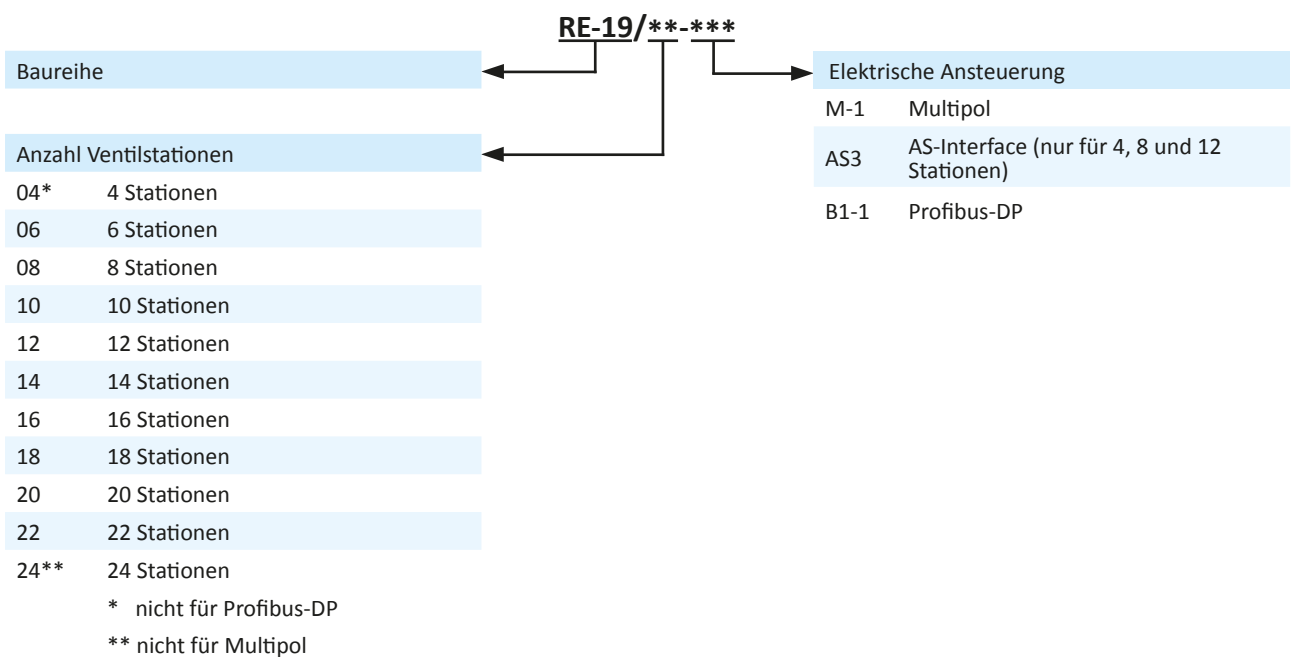 RE-19/**-***
Baureihe
Anzahl Ventilstationen
04* 4 Stationen
06 6 Stationen
08 8 Stationen
10 10 Stationen
12 12 Stationen
14 14 Stationen
16 16 Stationen
18 18 Stationen
20 20 Stationen
22 22 Stationen
24** 24 Stationen
* nicht für Profibus-DP
** nicht für Multipol
Elektrische Ansteuerung
M-1 Multipol
AS3 AS-Interface (nur für 4, 8 und 12
Stationen)
B1-1 Profibus-DP